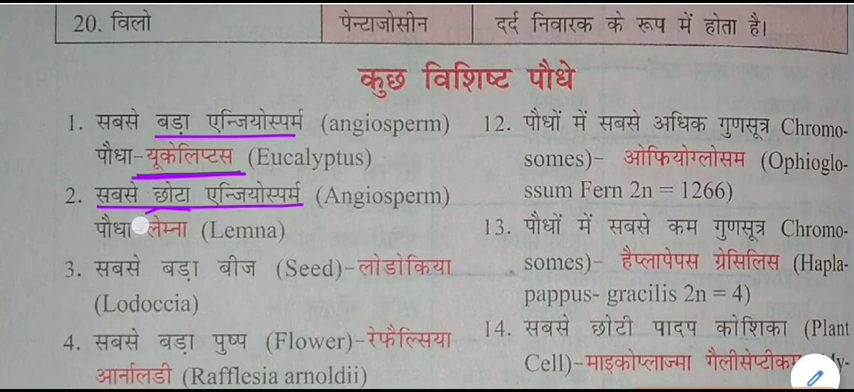 20. विलो
पेन्टाजोसीन
दर्द निवारक के रूप में होता है।
कुछ विशिष्ट पौधे
1. सबसे बड़ा एन्जियोस्पर्म (angiosperm)
पौधा-यूकेलिप्टस (Eucalyptus)
2. सबसे छोटा एन्जियोस्पर्म (Angiosperm)
पौधा लेम्ना (Lemna)
3. सबसे बड़ा बीज (Seed)-लोडोकिया
(Lodoccia)
4. सबसे बड़ा पुष्प (Flower)-रेफैल्सिया
आर्नालडी (Rafflesia arnoldii)
12. पौधों में सबसे अधिक गुणसूत्र Chromo-
somes)- ओफियोग्लोसम (Ophioglo-
ssum Fern 2n = 1266)
13. पौधों में सबसे कम गुणसूत्र Chromo-
somes)- हैप्लापेपस ग्रेसिलिस (Hapla-
pappus- gracilis 2n = 4)
14. सबसे छोटी पादप कोशिका (Plant
Cell)-माइकोप्लाज्मा